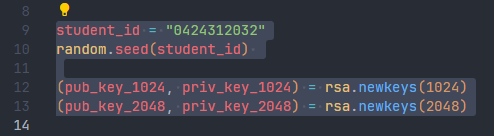 8
9 student_id = "0424312032"
10 random.seed(student_id)
11
12 (pub_key_1024, priv_key_1024) = rsa.newkeys(1024)
13 (pub_key_2048, priv_key_2048) = rsa.newkeys(2048)
14